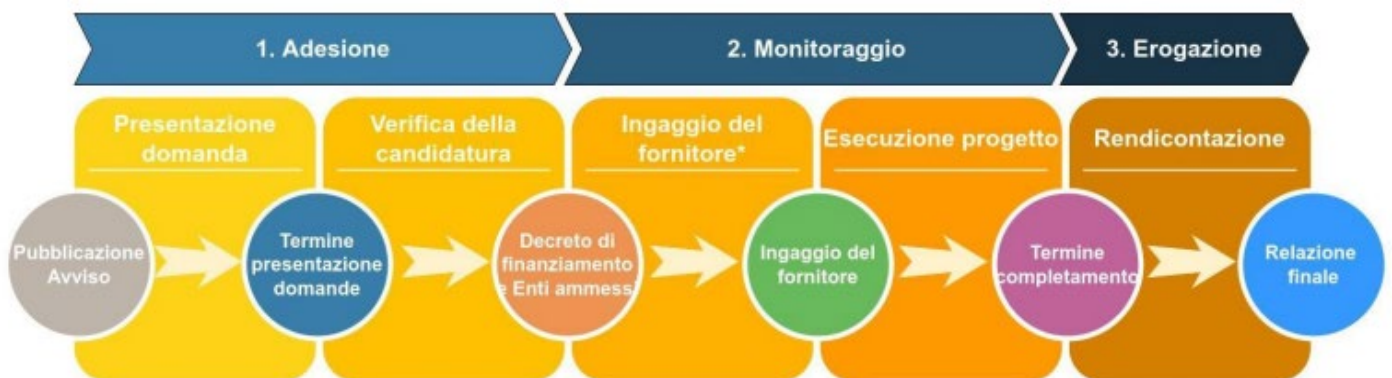 1. Adesione
2. Monitoraggio
3. Erogazione
Presentazione
domanda
Verifica della
candidatura
Ingaggio del
fornitore*
Esecuzione progetto
Rendicontazione
Pubblicazione
Avviso
Termine
presentazione
domande
Decreto di
finanziamento
e Enti ammess
Ingaggio del
fornitore
Termine
completamento
Relazione
finale